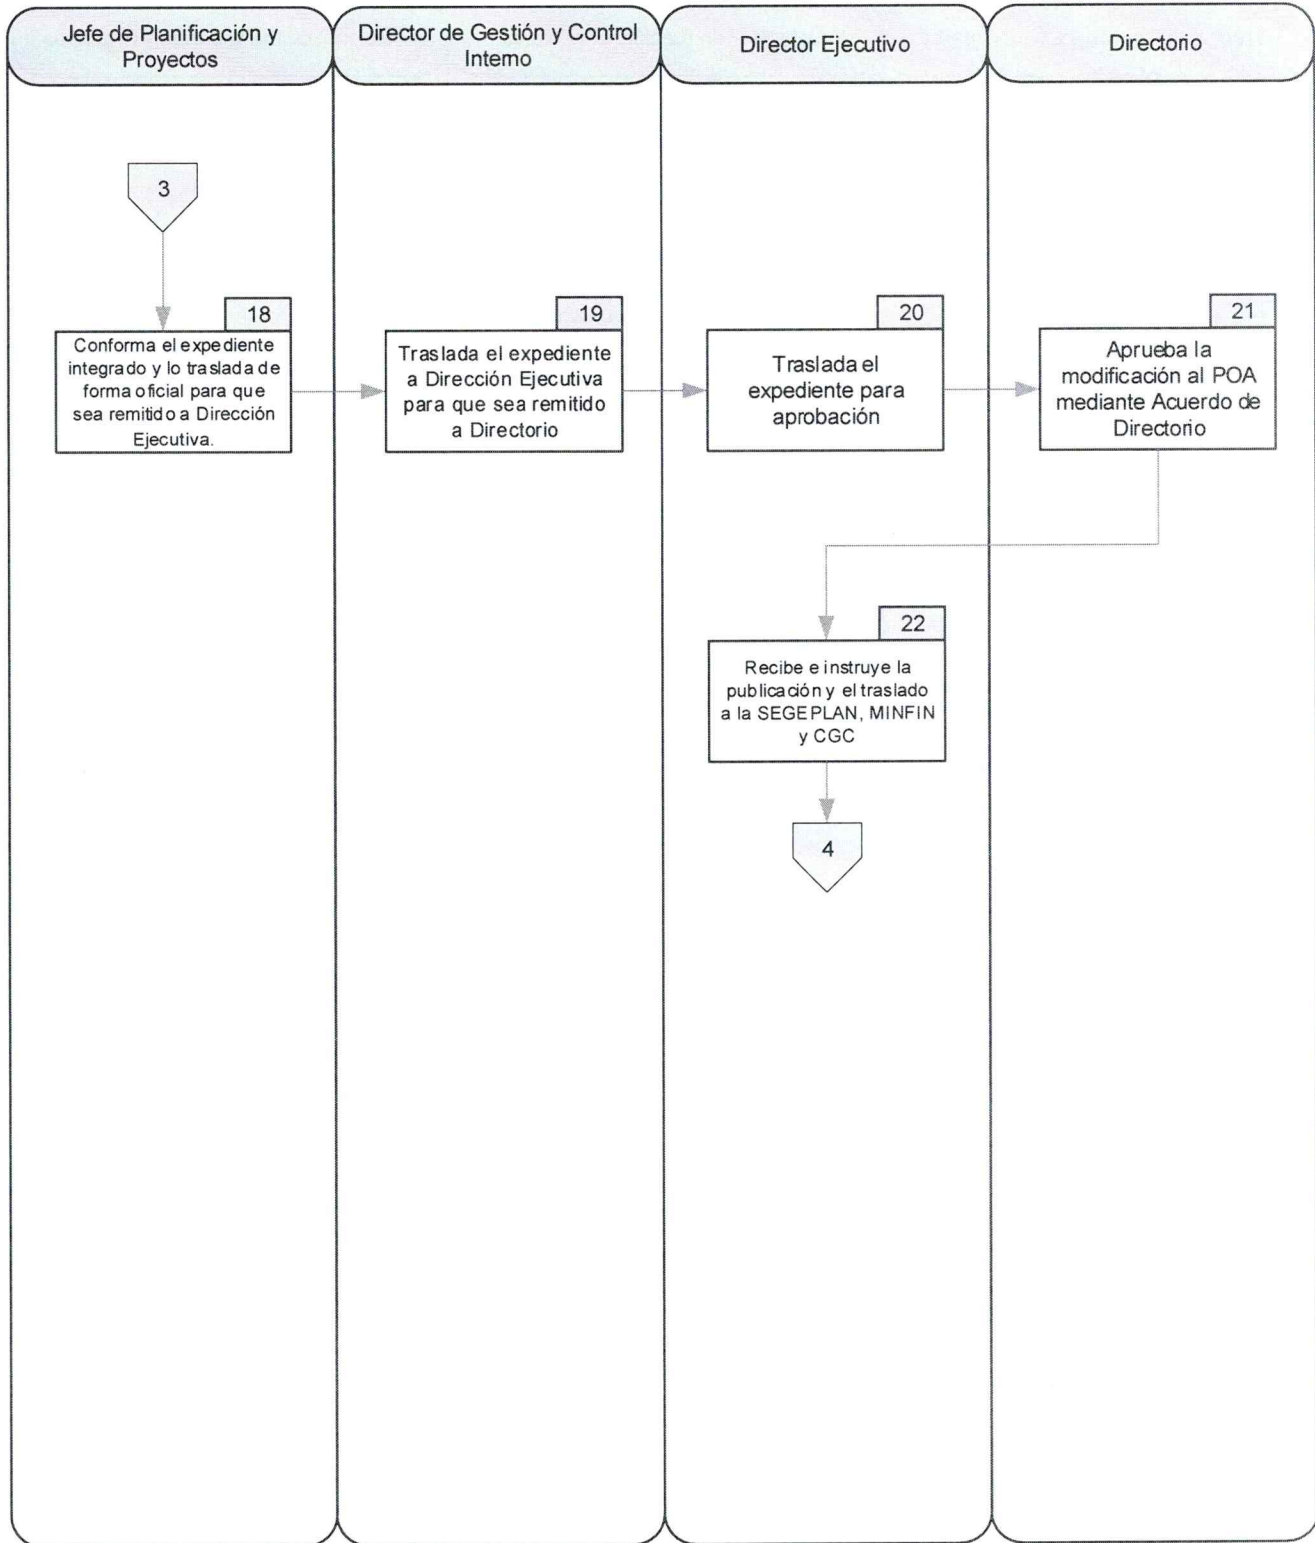 Jefe de Planificación y
Proyectos
Director de Gestión y Control
Interno
Director Ejecutivo
Directorio
3
18
Conforma el expediente
integrado y lo traslada de
forma oficial para que
sea remitido a Dirección
Ejecutiva.
19
Traslada el expediente
a Dirección Ejecutiva
para que sea remitido
a Directorio
20
Traslada el
expediente para
aprobación
21
Aprueba la
modificación al POA
mediante Acuerdo de
Directorio
22
Recibe e instruye la
publicación y el traslado
a la SEGEPLAN, MINFIN
y CGC
4